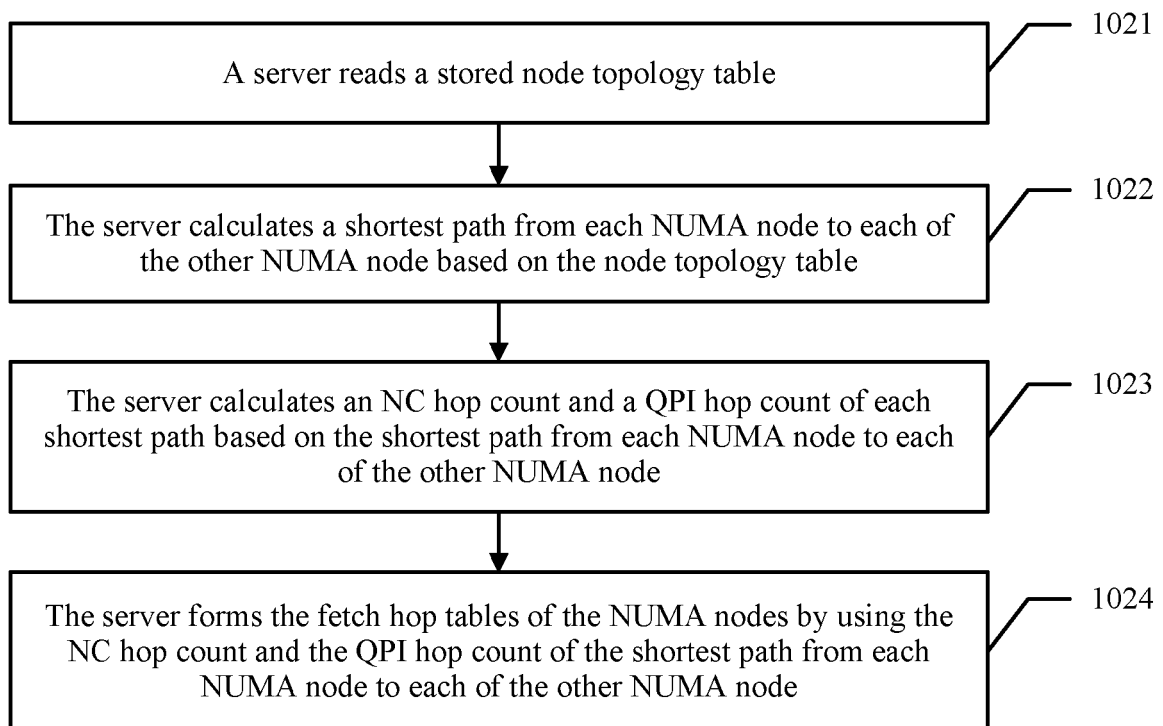 A server reads a stored node topology table
1021
The server calculates a shortest path from each NUMA node to each of
the other NUMA node based on the node topology table
1022
The server calculates an NC hop count and a QPI hop count of each
shortest path based on the shortest path from each NUMA node to each
of the other NUMA node
1023
The server forms the fetch hop tables of the NUMA nodes by using the
NC hop count and the QPI hop count of the shortest path from each
NUMA node to each of the other NUMA node
1024